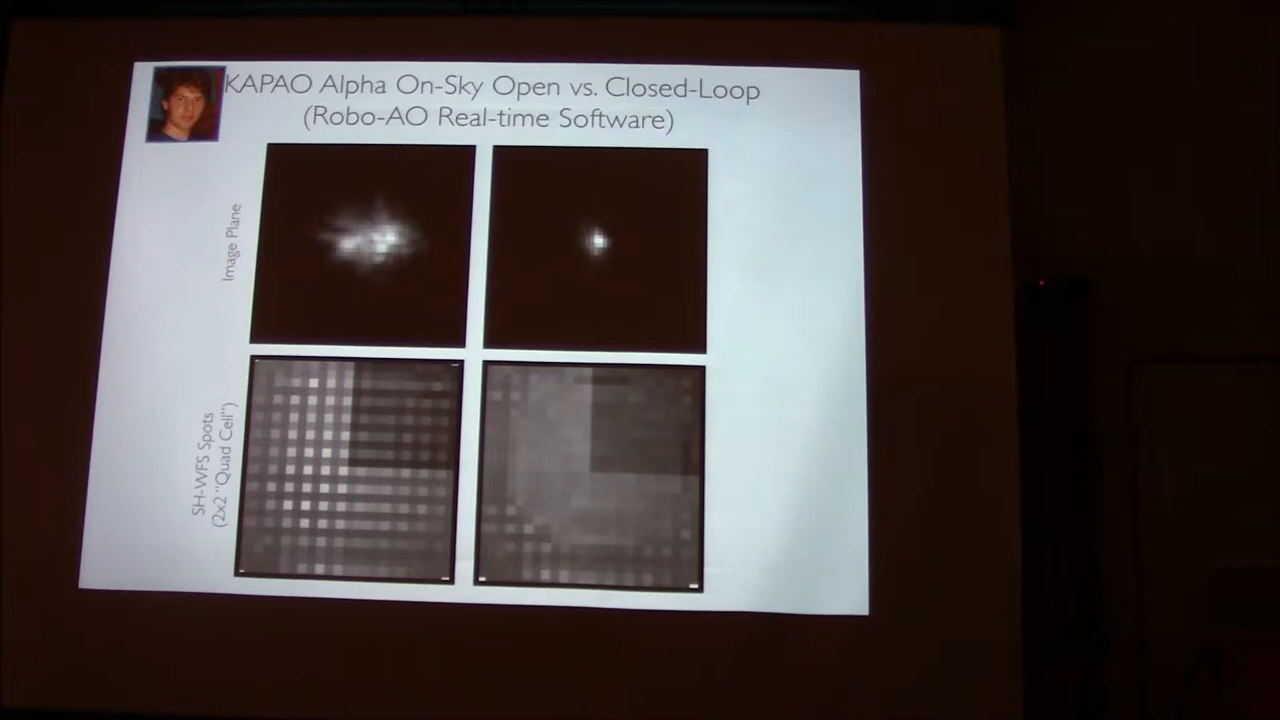 KAPAO Alpha On-Sky Open vs. Closed-Loop
(Robo-AO Real-time Software)
Image Plane
SH-WFS Spots
(2x2 "Quad Cell")